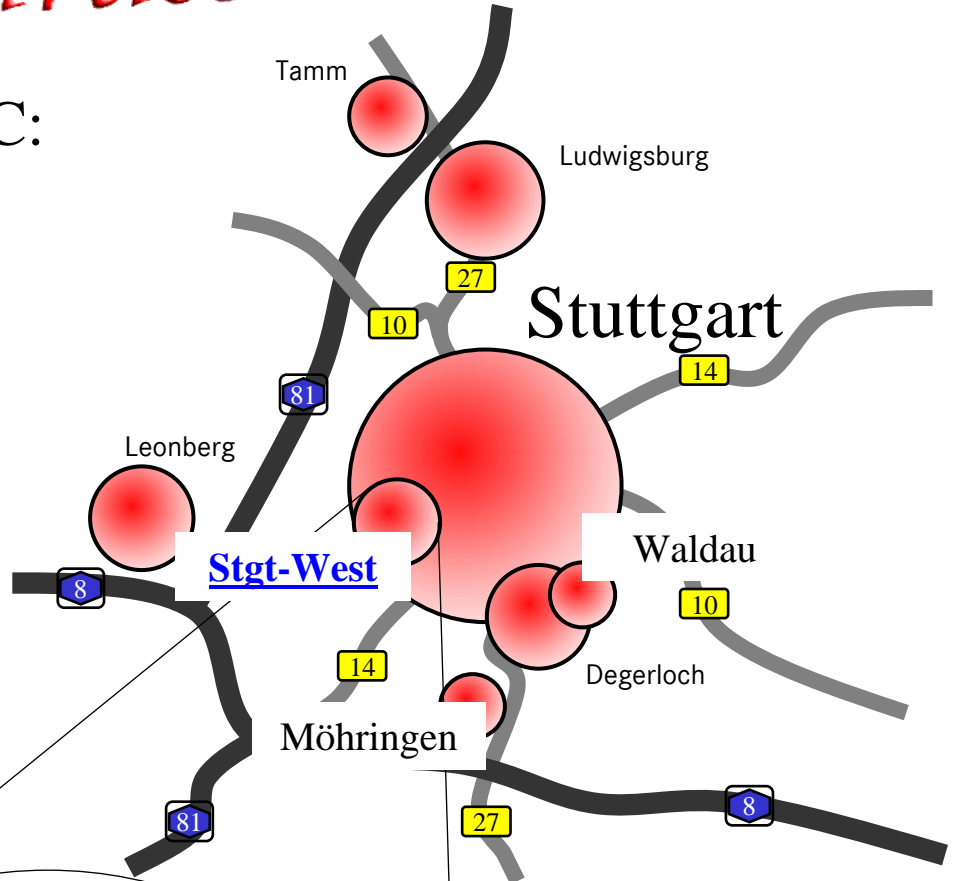 C:
Tamm
Ludwigsburg
27
Stuttgart
10
14
81
Leonberg
Waldau
Stgt-West
8
10
14
Degerloch
Möhringen
8
81
27